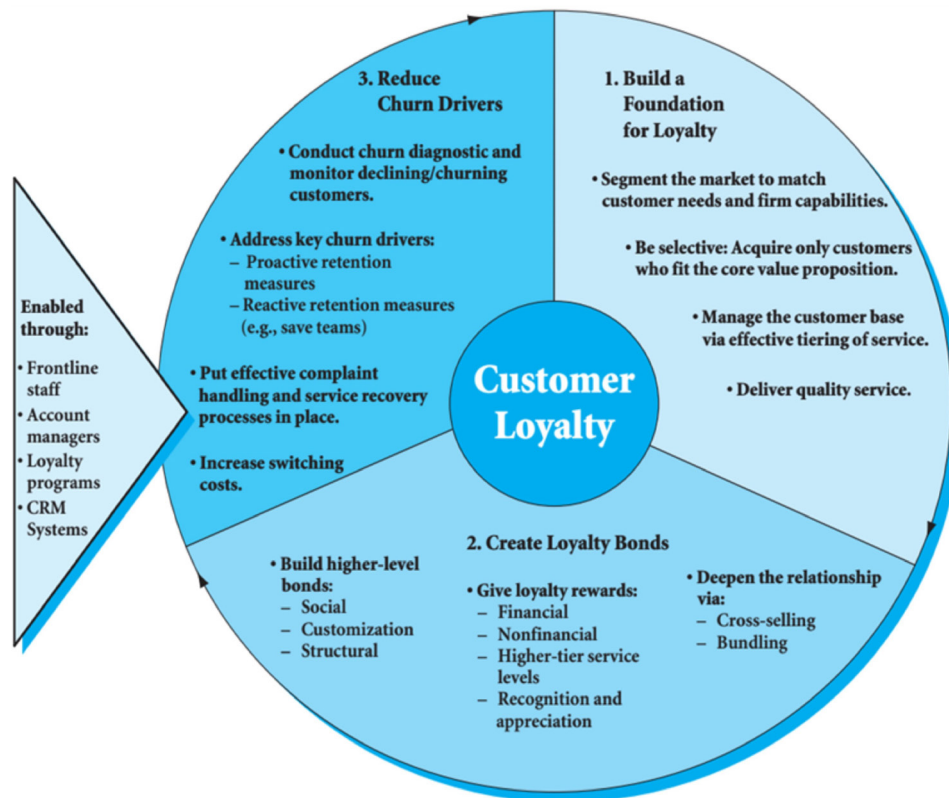 3. Reduce
Churn Drivers
• Conduct churn diagnostic and
monitor declining/churning
customers.
• Address key churn drivers:
– Proactive retention
measures
– Reactive retention measures
(e.g., save teams)
• Put effective complaint
handling and service recovery
processes in place.
• Increase switching
costs.
1. Build a
Foundation
for Loyalty
• Segment the market to match
customer needs and firm capabilities.
• Be selective: Acquire only customers
who fit the core value proposition.
• Manage the customer base
via effective tiering of service.
• Deliver quality service.
Enabled
through:
• Frontline
staff
• Account
managers
• Loyalty
programs
• CRM
Systems
Customer
Loyalty
2. Create Loyalty Bonds
• Build higher-level
bonds:
– Social
– Customization
– Structural
• Give loyalty rewards:
– Financial
– Nonfinancial
– Higher-tier service
levels
– Recognition and
appreciation
• Deepen the relationship
via:
– Cross-selling
– Bundling